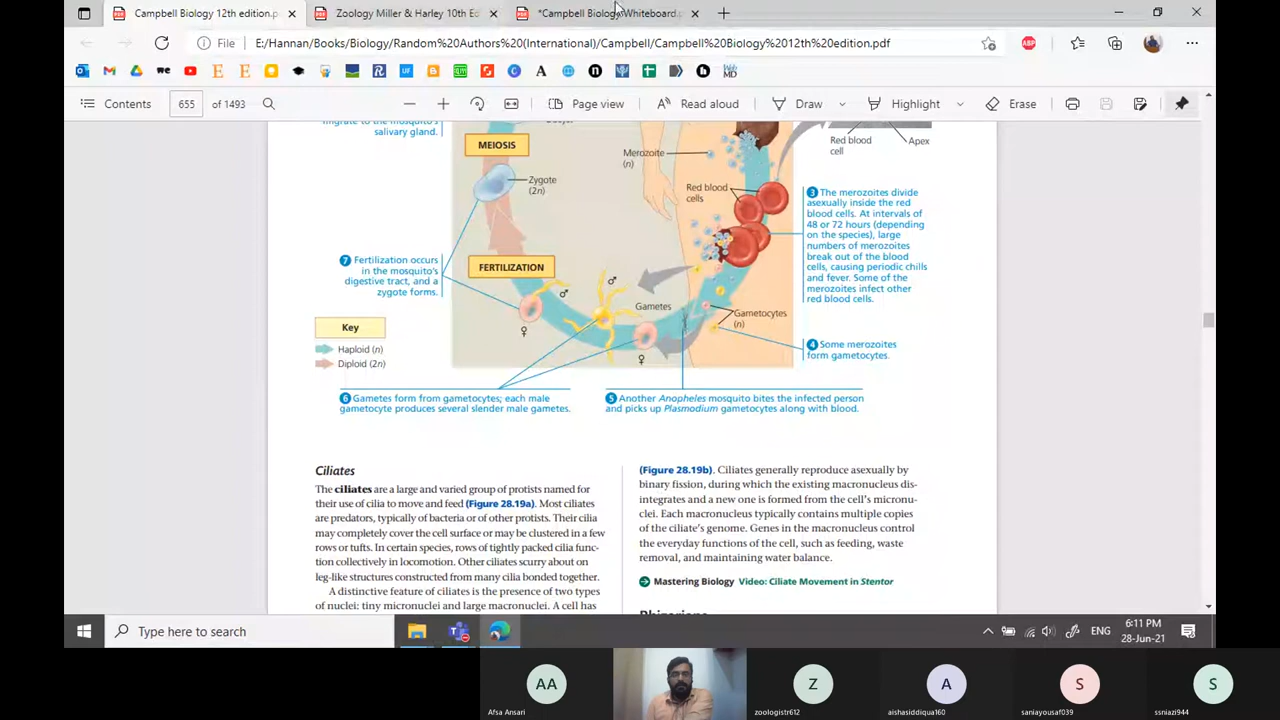 Campbell Biology 12th edition.p
Zoology Miller & Harley 10th Ed
*Campbell Biology Whiteboard.p
File
E:/Hannan/Books/Biology/Random%20Authors%20(International)/Campbell/Campbell%20Biology%2012th%20edition.pdf
ABP
Contents
655
of 1493
Page view
Read aloud
Draw
Highlight
Erase
migrate to the mosquito's
salivary gland.
MEIOSIS
Zygote
(2n)
Merozoite
(n)
Red blood
cell
Apex
Red blood
cells
3 The merozoites divide
asexually inside the red
blood cells. At intervals of
48 or 72 hours (depending
on the species), large
numbers of merozoites
break out of the blood
cells, causing periodic chills
and fever. Some of the
merozoites infect other
red blood cells.
7 Fertilization occurs
in the mosquito's
digestive tract, and a
zygote forms.
FERTILIZATION
♂
♂
Gametes
♀
♀
Gametocytes
(n)
Key
Haploid (n)
Diploid (2n)
4 Some merozoites
form gametocytes.
6 Gametes form from gametocytes; each male
gametocyte produces several slender male gametes.
5 Another Anopheles mosquito bites the infected person
and picks up Plasmodium gametocytes along with blood.
Ciliates
The ciliates are a large and varied group of protists named for
their use of cilia to move and feed (Figure 28.19a). Most ciliates
are predators, typically of bacteria or of other protists. Their cilia
may completely cover the cell surface or may be clustered in a few
rows or tufts. In certain species, rows of tightly packed cilia func-
tion collectively in locomotion. Other ciliates scurry about on
leg-like structures constructed from many cilia bonded together.
A distinctive feature of ciliates is the presence of two types
of nuclei: tiny micronuclei and large macronuclei. A cell has
(Figure 28.19b). Ciliates generally reproduce asexually by
binary fission, during which the existing macronucleus dis-
integrates and a new one is formed from the cell's micronu-
clei. Each macronucleus typically contains multiple copies
of the ciliate's genome. Genes in the macronucleus control
the everyday functions of the cell, such as feeding, waste
removal, and maintaining water balance.
Mastering Biology Video: Ciliate Movement in Stentor
Type here to search
ENG
6:11 PM
28-Jun-21
AA
Z
A
S
S
Afsa Ansari
zoologistr612
aishasiddiqua160
saniayousaf039
ssniazi944